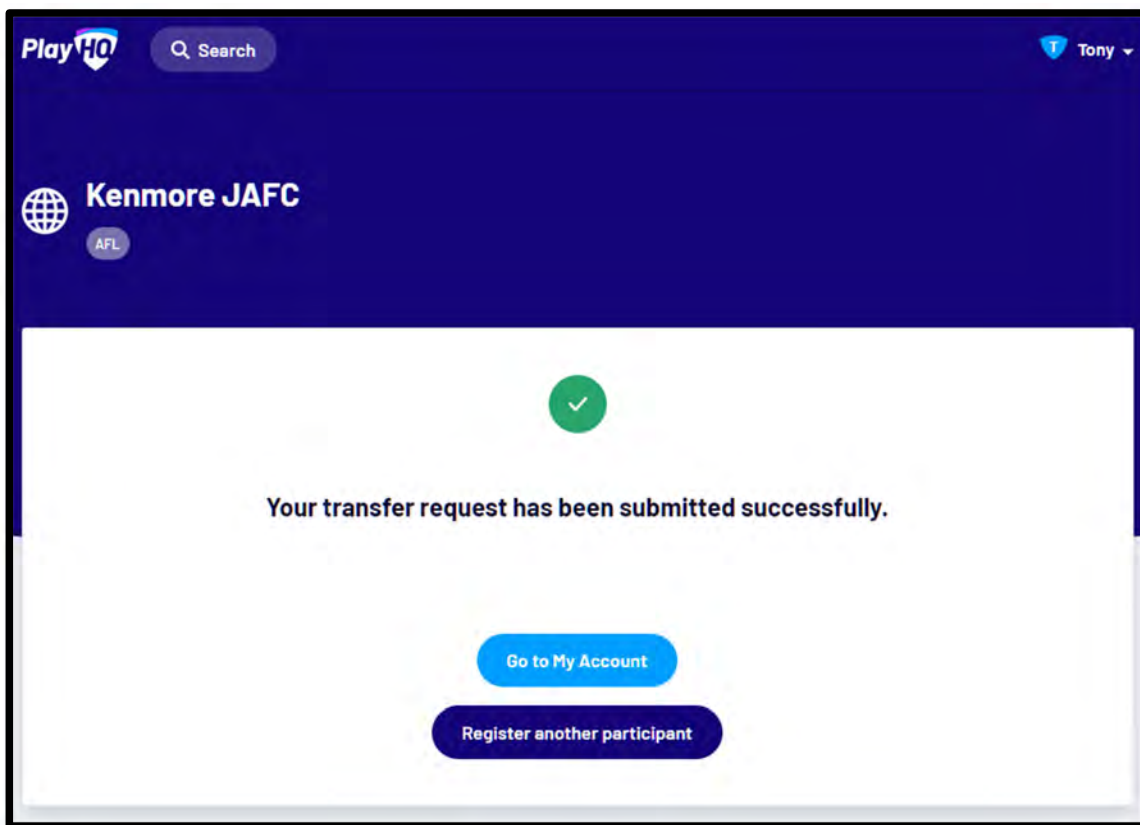 PlayHQ
Search
T
Tony
Kenmore JAFC
AFL
Your transfer request has been submitted successfully.
Go to My Account
Register another participant